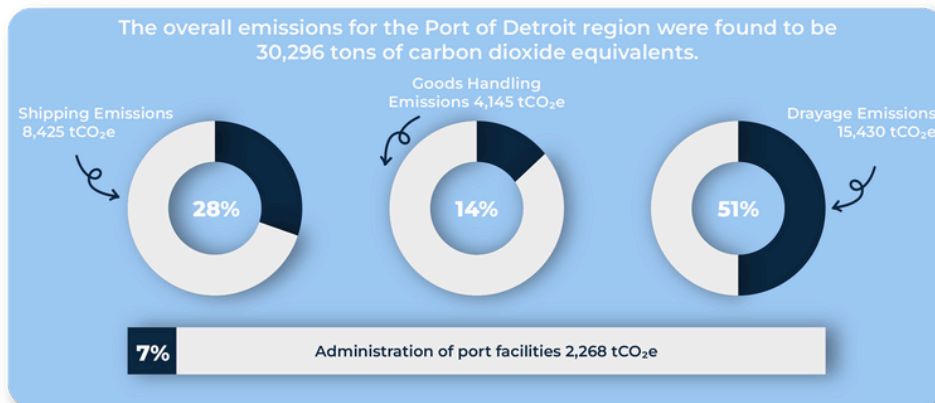 The overall emissions for the Port of Detroit region were found to be
30,296 tons of carbon dioxide equivalents.
Shipping Emissions
8,425 tCO₂e
Goods Handling
Emissions 4,145 tCO₂e
Drayage Emissions
15,430 tCO₂e
28%
14%
51%
7%
Administration of port facilities 2,268 tCO₂e